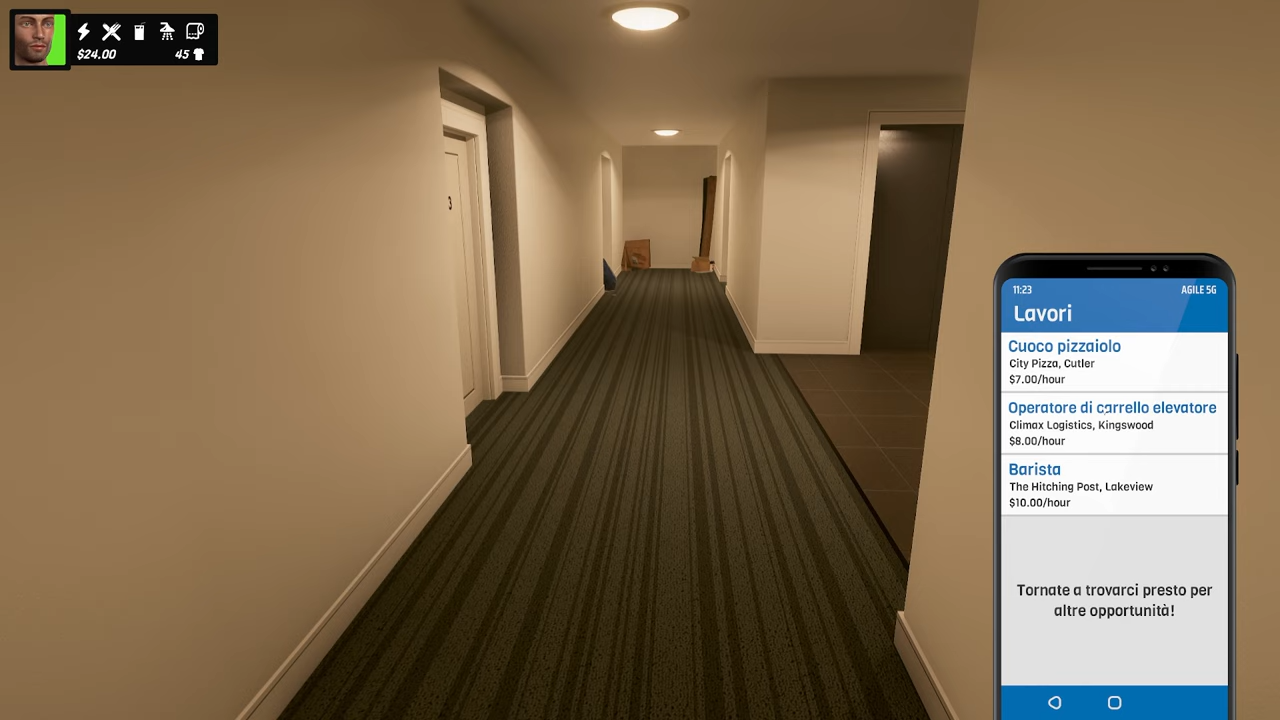 $24.00
45
3
11:23
AGILE 5G
Lavori
Cuoco pizzaiolo
City Pizza, Cutler
$7.00/hour
Operatore di carrello elevatore
Climax Logistics, Kingswood
$8.00/hour
Barista
The Hitching Post, Lakeview
$10.00/hour
Tornate a trovarci presto per
altre opportunità!